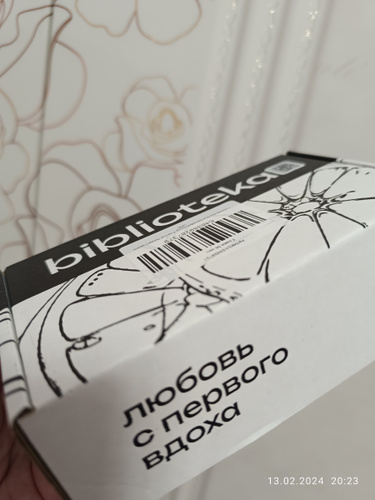 biblioteka
любовь
с первого
вдоха
13.02.2024 20:23